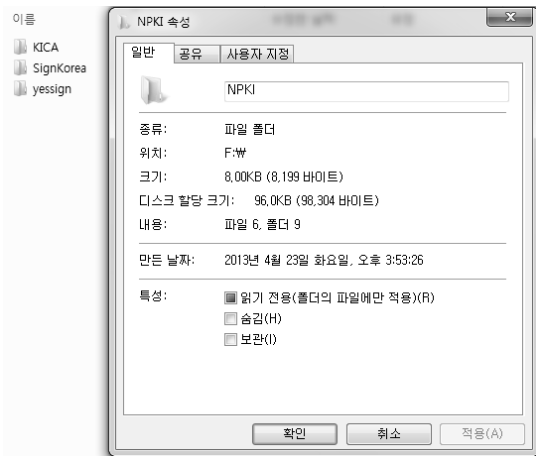 이름
KICA
SignKorea
yessign
NPKI 속성
일반 공유 사용자 지정
NPKI
종류: 파일 폴더
위치: F:₩
크기: 8,00KB (8,199 바이트)
디스크 할당 크기: 96,0KB (98,304 바이트)
내용: 파일 6, 폴더 9
만든 날짜: 2013년 4월 23일 화요일, 오후 3:53:26
특성: 읽기 전용(폴더의 파일에만 적용)(R)
숨김(H)
보관(I)
확인 취소 적용(A)